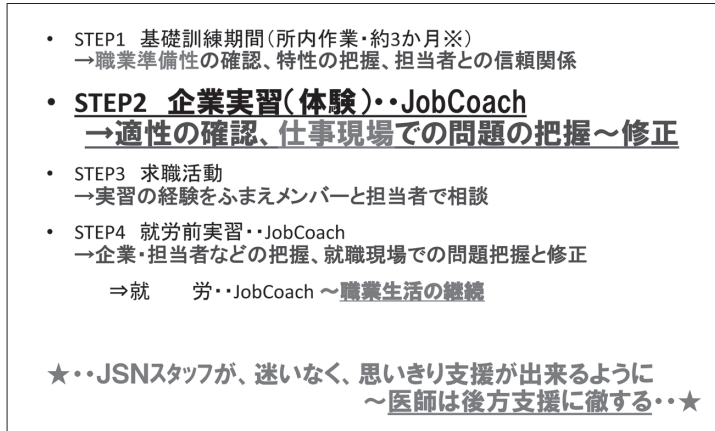 • STEP1 基礎訓練期間(所内作業・約3か月※)
→職業準備性の確認、特性の把握、担当者との信頼関係
• STEP2 企業実習(体験)・・JobCoach
→適性の確認、仕事現場での問題の把握～修正
• STEP3 求職活動
→実習の経験をふまえメンバーと担当者で相談
• STEP4 就労前実習・・JobCoach
→企業・担当者などの把握、就職現場での問題把握と修正
⇒就　　労・・JobCoach ～職業生活の継続
★・・JSNスタッフが、迷いなく、思いきり支援が出来るように
～医師は後方支援に徹する・・★